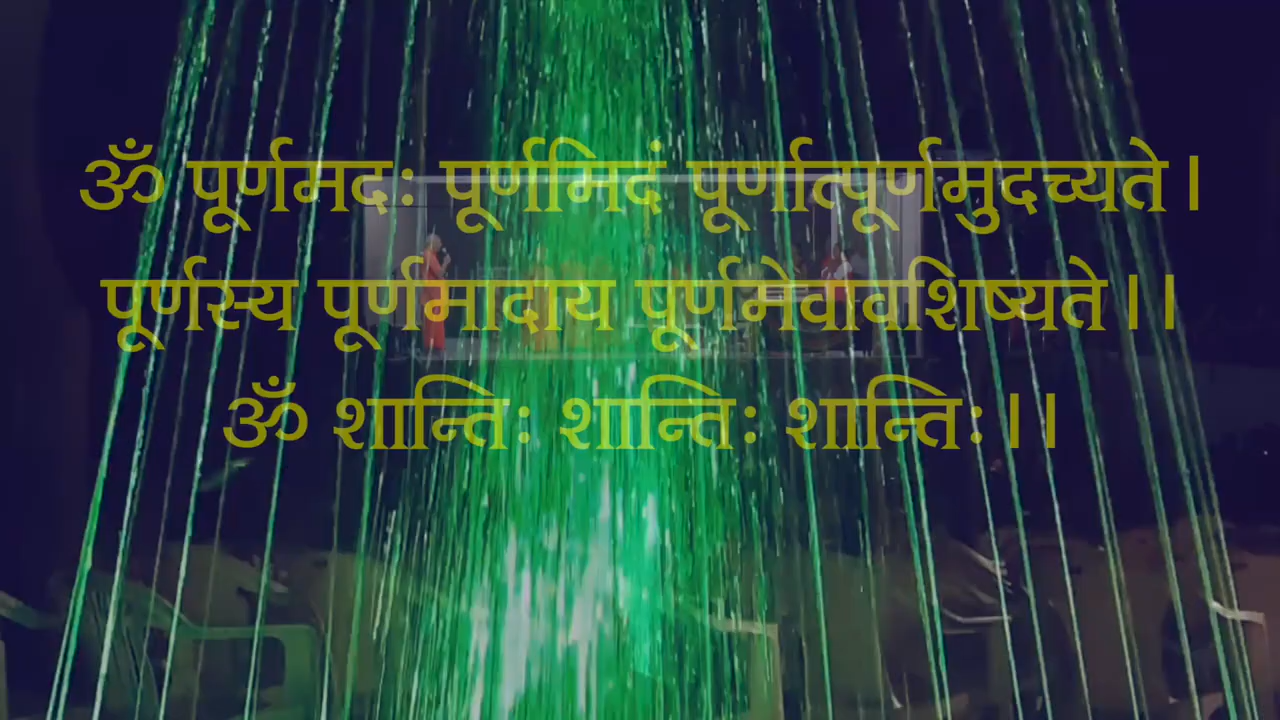 ॐ पूर्णमदः पूर्णमिदं पूर्णात्पूर्णमुदच्यते।
पूर्णस्य पूर्णमादाय पूर्णमेवावशिष्यते।।
ॐ शान्तिः शान्तिः शान्तिः।।